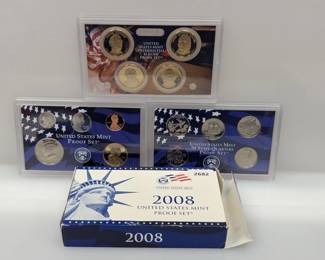 UNITED STATES MINT
PRESIDENTIAL
$1 COIN
PROOF SET
UNITED STATES MINT
PROOF SET
UNITED STATES MINT
50 STATE QUARTERS
PROOF SET
2682
2008
UNITED STATES MINT
PROOF SET
2008